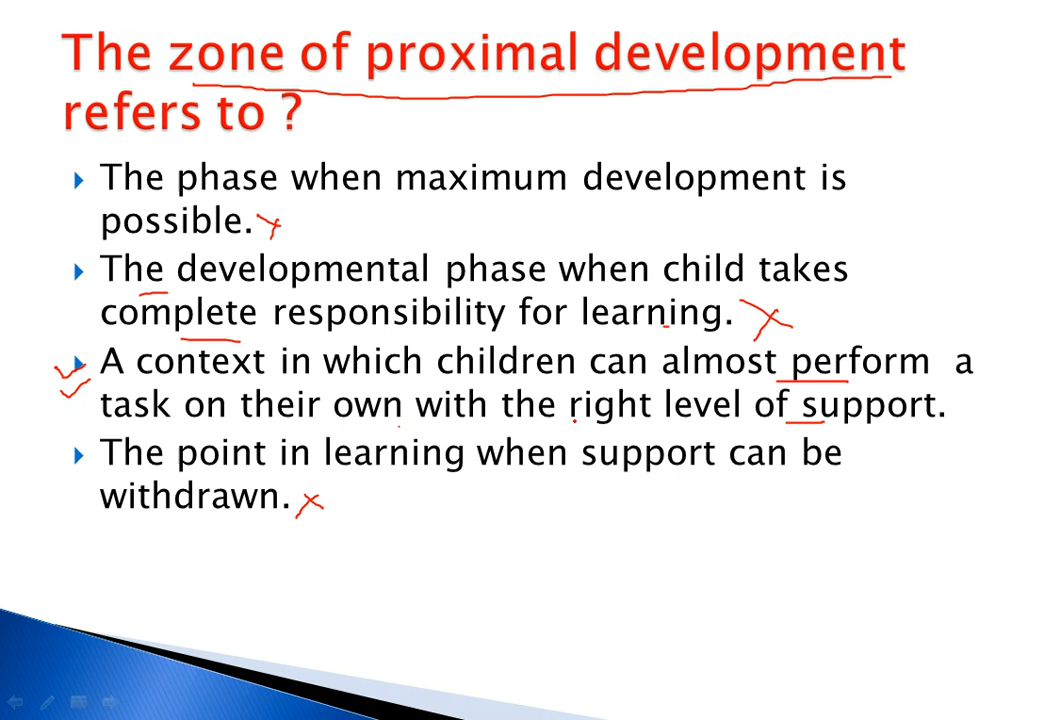 The zone of proximal development
refers to ?
The phase when maximum development is
possible.
The developmental phase when child takes
complete responsibility for learning.
A context in which children can almost perform a
task on their own with the right level of support.
The point in learning when support can be
withdrawn.